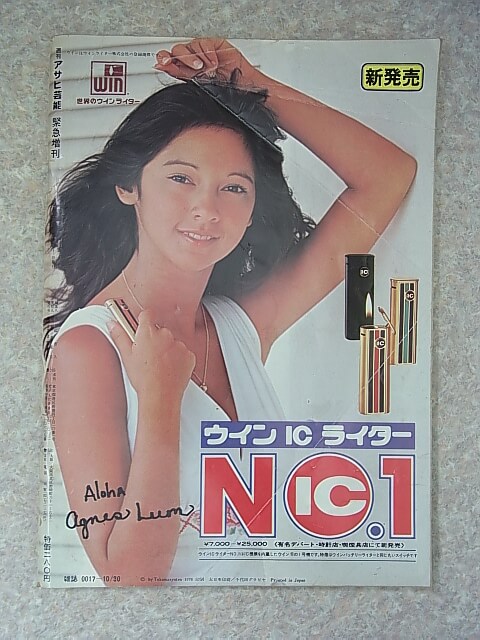 週刊 アサヒ芸能 緊急増刊
WIN
世界のウインライター
新発売
IC
IC
IC
ウイン IC ライター
NO.1
IC
Aloha
Agnes Lum
¥7,000―¥25,000 (有名デパート・時計店・喫煙具店にて新発売)
特価二八〇円
雑誌 0017―10/30
Printed in Japan